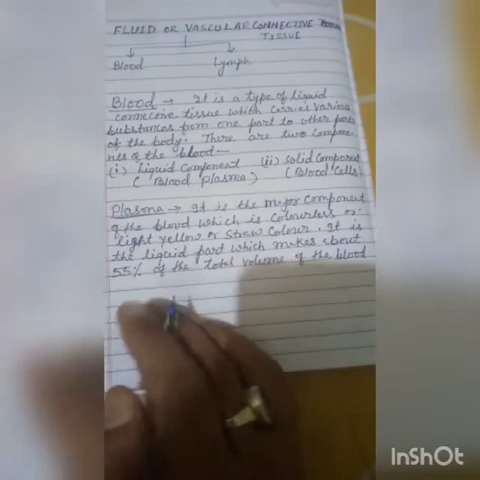 FLUID OR VASCULAR CONNECTIVE
TISSUE
Blood Lymph
Blood → It is a type of liquid
connective tissue which carries various
substances from one part to other parts
of the body. There are two compone-
nts of the blood—
(i) Liquid Component (ii) Solid Component
( Blood plasma ) ( Blood Cells)
Plasma → It is the major component
of the blood which is colourless or
light yellow or straw colour. It is
the liquid part which makes about
55% of the total volume of the blood
InShOt